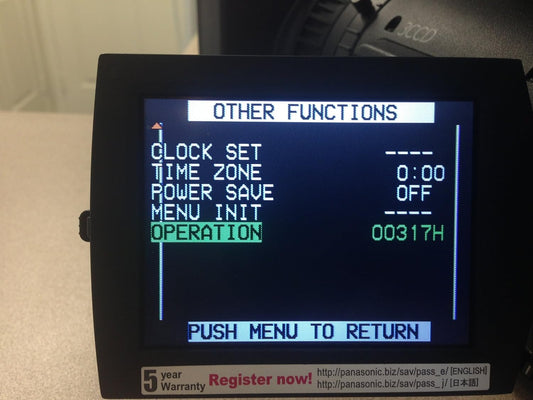 3CCD
OTHER FUNCTIONS
CLOCK SET ----
TIME ZONE 0:00
POWER SAVE OFF
MENU INIT ----
OPERATION 00317H
PUSH MENU TO RETURN
5 year Warranty Register now!
http://panasonic.biz/sav/pass_e/ [ENGLISH]
http://panasonic.biz/sav/pass_j/ [日本語]